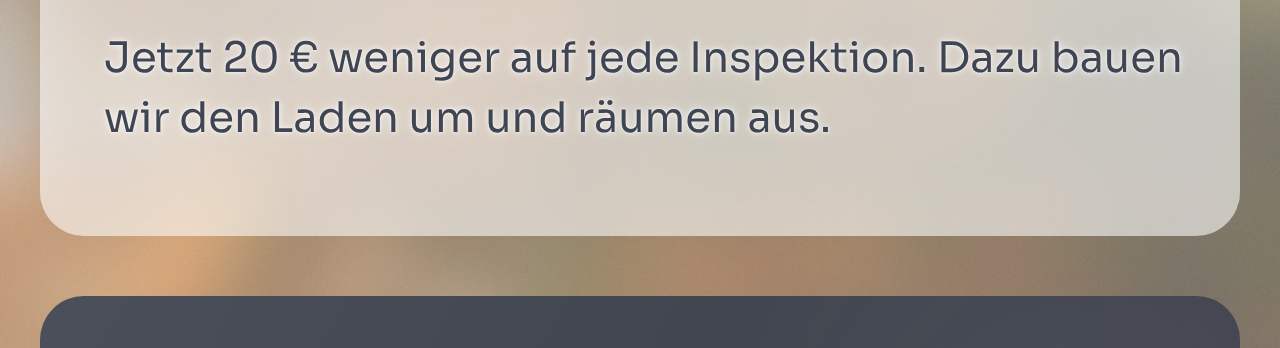 Jetzt 20 € weniger auf jede Inspektion. Dazu bauen
wir den Laden um und räumen aus.